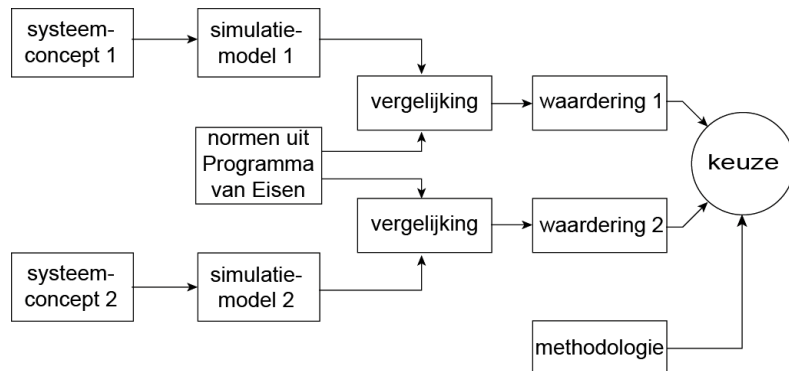 systeem-
concept 1
simulatie-
model 1
vergelijking
waardering 1
normen uit
Programma
van Eisen
keuze
vergelijking
waardering 2
systeem-
concept 2
simulatie-
model 2
methodologie